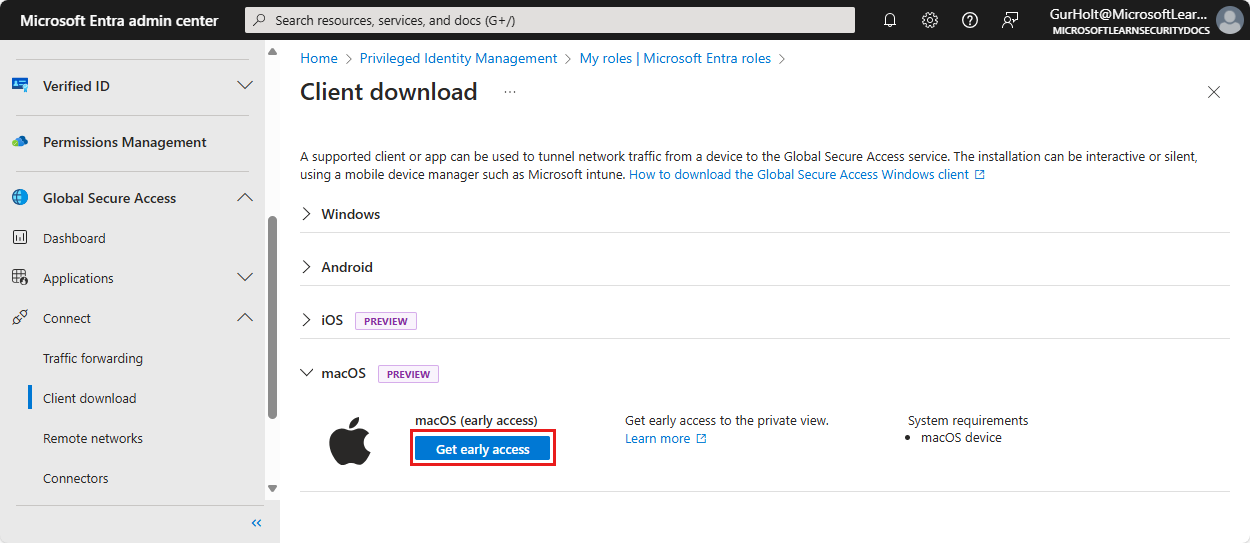 Microsoft Entra admin center
Search resources, services, and docs (G+/)
GurHolt@MicrosoftLear...
MICROSOFTLEARNSECURITYDOCS
Verified ID
Permissions Management
Global Secure Access
Dashboard
Applications
Connect
Traffic forwarding
Client download
Remote networks
Connectors
«
Home > Privileged Identity Management > My roles | Microsoft Entra roles >
Client download ...
A supported client or app can be used to tunnel network traffic from a device to the Global Secure Access service. The installation can be interactive or silent,
using a mobile device manager such as Microsoft intune. How to download the Global Secure Access Windows client
Windows
Android
iOS PREVIEW
macOS PREVIEW
macOS (early access)
Get early access
Get early access to the private view.
Learn more
System requirements
• macOS device